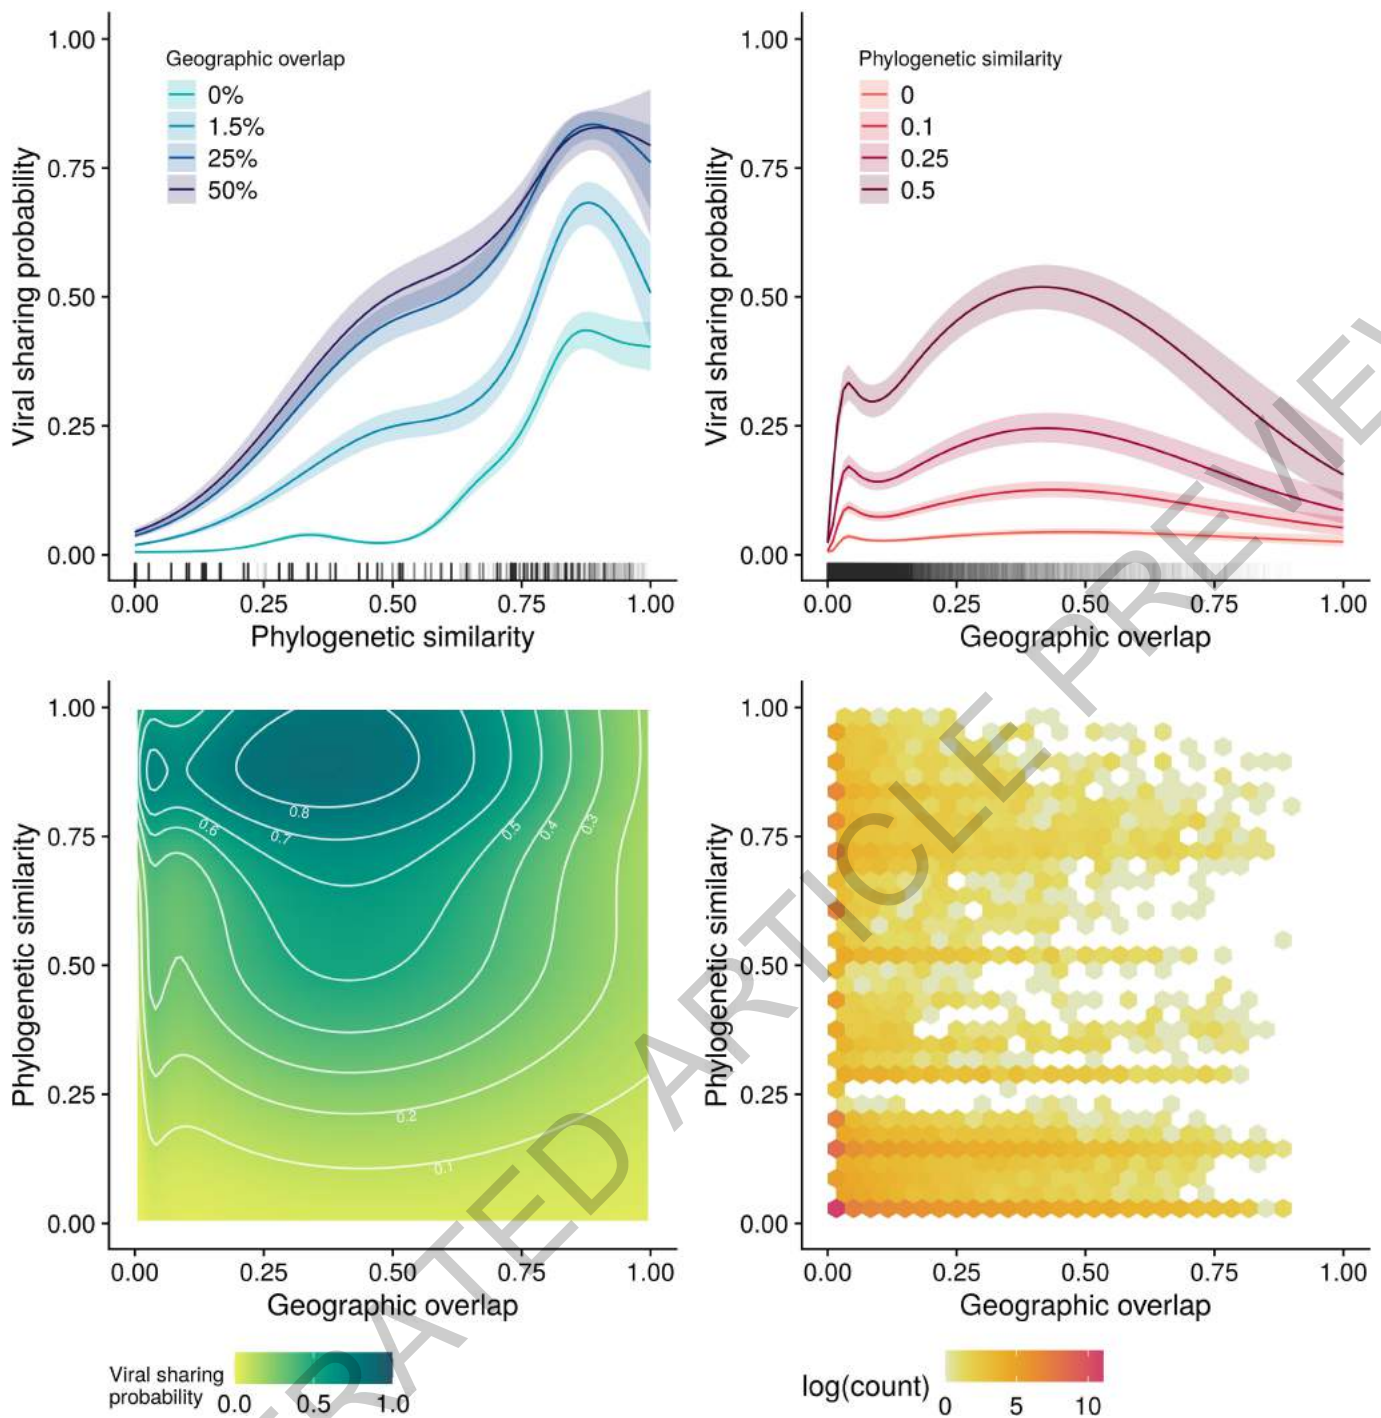 Geographic overlap
0%
1.5%
25%
50%
Viral sharing probability
1.00
0.75
0.50
0.25
0.00
0.00 0.25 0.50 0.75 1.00
Phylogenetic similarity
Phylogenetic similarity
0
0.1
0.25
0.5
Viral sharing probability
1.00
0.75
0.50
0.25
0.00
0.00 0.25 0.50 0.75 1.00
Geographic overlap
Phylogenetic similarity
1.00
0.75
0.50
0.25
0.00
0.8
0.7
0.6
0.5
0.4
0.3
0.2
0.1
0.00 0.25 0.50 0.75 1.00
Geographic overlap
Viral sharing
probability
0.0 0.5 1.0
Phylogenetic similarity
1.00
0.75
0.50
0.25
0.00
0.00 0.25 0.50 0.75 1.00
Geographic overlap
log(count)
0 5 10
RATED ARTICLE PREVIEW